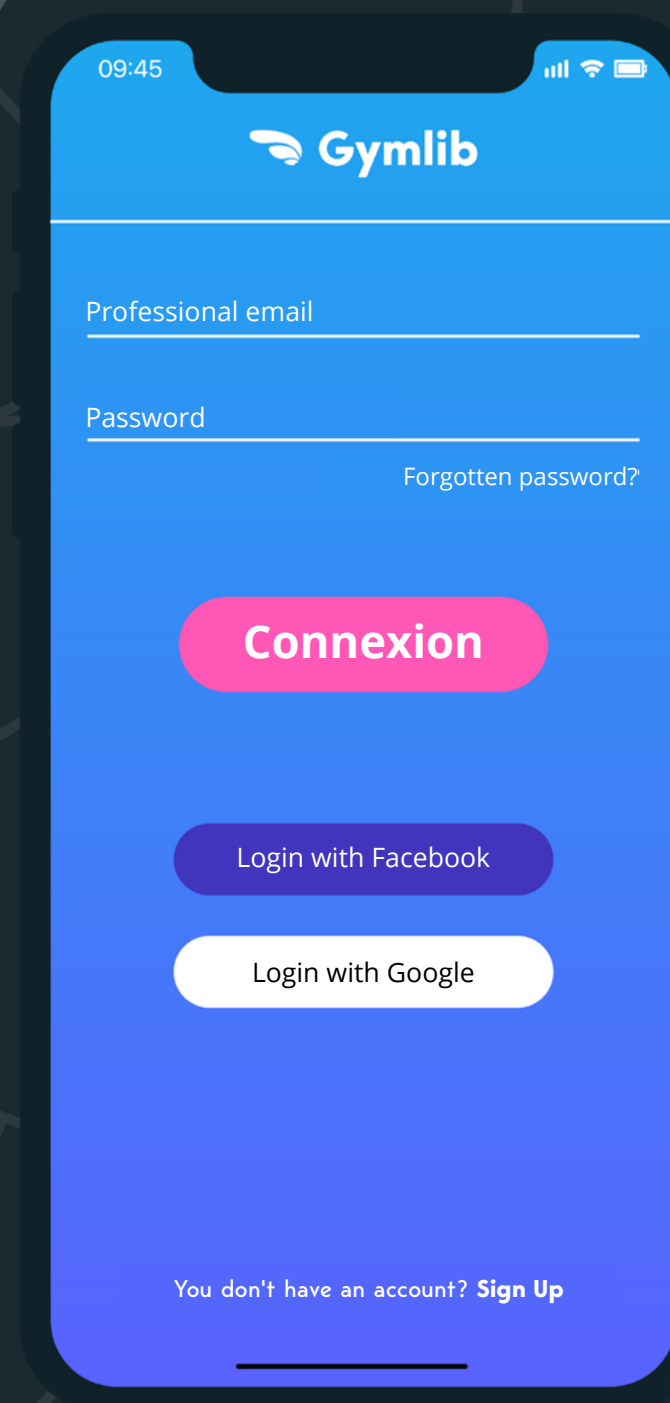 09:45
Gymlib
Professional email
Password
Forgotten password?
Connexion
Login with Facebook
Login with Google
You don't have an account? Sign Up